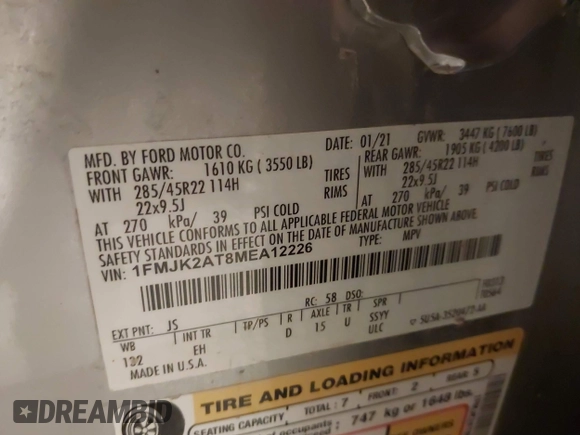 MFD. BY FORD MOTOR CO.
DATE: 01/21
GVWR: 3447 KG ( 7600 LB)
FRONT GAWR: 1610 KG ( 3550 LB)
REAR GAWR: 1905 KG ( 4200 LB)
WITH 285/45R22 114H TIRES
WITH 285/45R22 114H TIRES
22x9.5J RIMS
22x9.5J RIMS
AT 270 kPa/ 39 PSI COLD
AT 270 kPa/ 39 PSI COLD
THIS VEHICLE CONFORMS TO ALL APPLICABLE FEDERAL MOTOR VEHICLE
SAFETY STANDARDS IN EFFECT ON THE DATE OF MANUFACTURE SHOWN ABOVE.
VIN: 1FMJK2AT8MEA12226
TYPE: MPV
EXT PNT: JS RC: 58 DSO:
WB INT TR TP/PS R AXLE TR SPR
132 EH D 15 U SSYY
ULC
MADE IN U.S.A.
TIRE AND LOADING INFORMATION
SEATING CAPACITY TOTAL: 7 FRONT: 2 REAR: 5
747 kg or 1648 lbs.
DREAMBID